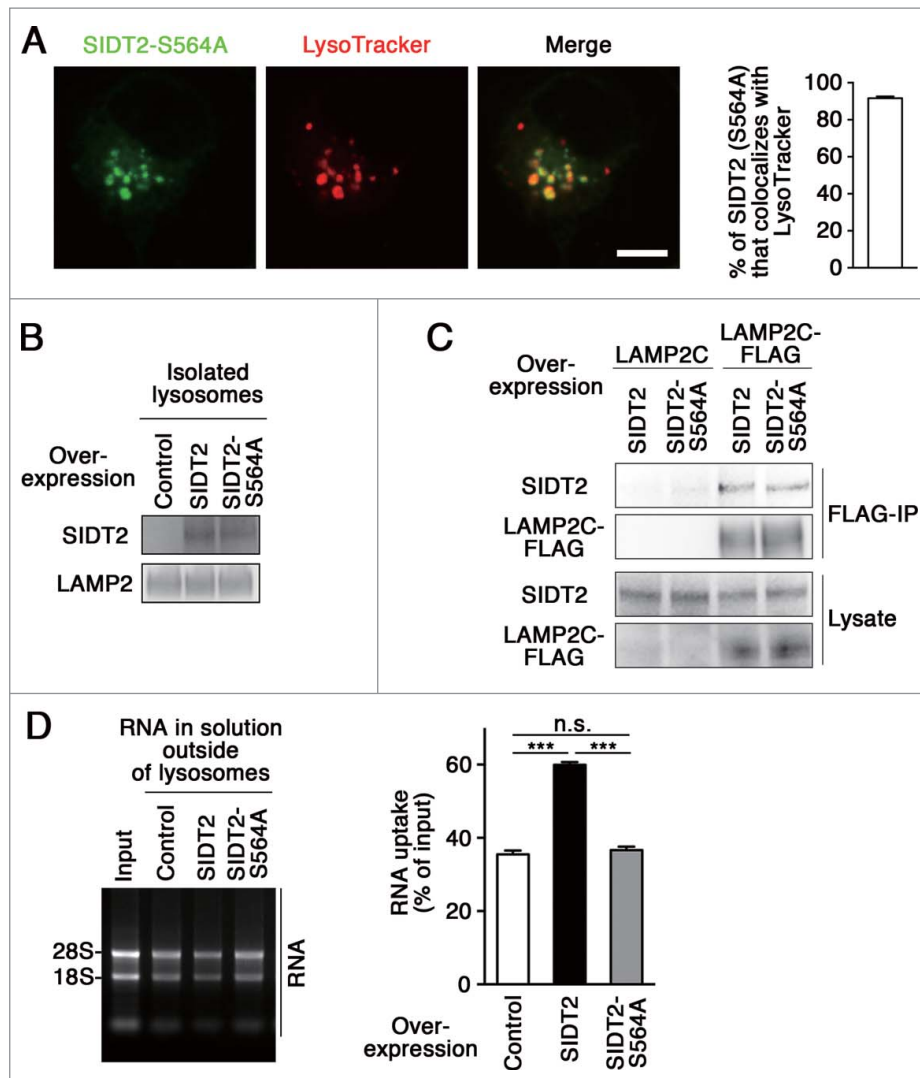 A
SIDT2-S564A
LysoTracker
Merge
% of SIDT2 (S564A)
that colocalizes with
LysoTracker
100
80
60
40
20
0
B
Isolated
lysosomes
Over-
expression
Control
SIDT2
SIDT2-
S564A
SIDT2
LAMP2
C
Over-
expression
LAMP2C
LAMP2C-
FLAG
SIDT2
SIDT2-
S564A
SIDT2
SIDT2-
S564A
SIDT2
LAMP2C-
FLAG
FLAG-IP
SIDT2
LAMP2C-
FLAG
Lysate
D
RNA in solution
outside
of lysosomes
Input
Control
SIDT2
SIDT2-
S564A
28S
18S
RNA
RNA uptake
(% of input)
60
40
20
0
n.s.
*** ***
Over-
expression
Control
SIDT2
SIDT2-
S564A